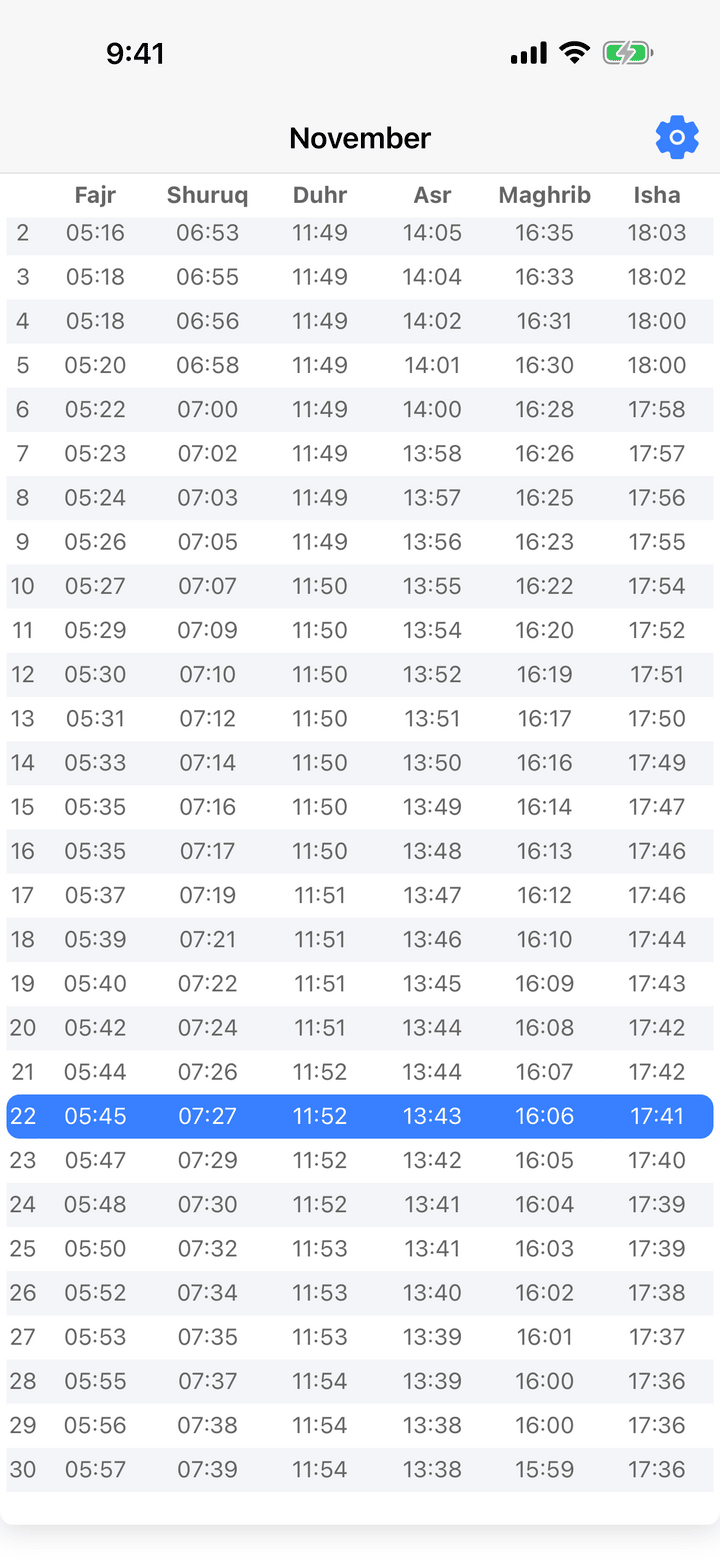 9:41
November
Fajr Shuruq Duhr Asr Maghrib Isha
2 05:16 06:53 11:49 14:05 16:35 18:03
3 05:18 06:55 11:49 14:04 16:33 18:02
4 05:18 06:56 11:49 14:02 16:31 18:00
5 05:20 06:58 11:49 14:01 16:30 18:00
6 05:22 07:00 11:49 14:00 16:28 17:58
7 05:23 07:02 11:49 13:58 16:26 17:57
8 05:24 07:03 11:49 13:57 16:25 17:56
9 05:26 07:05 11:49 13:56 16:23 17:55
10 05:27 07:07 11:50 13:55 16:22 17:54
11 05:29 07:09 11:50 13:54 16:20 17:52
12 05:30 07:10 11:50 13:52 16:19 17:51
13 05:31 07:12 11:50 13:51 16:17 17:50
14 05:33 07:14 11:50 13:50 16:16 17:49
15 05:35 07:16 11:50 13:49 16:14 17:47
16 05:35 07:17 11:50 13:48 16:13 17:46
17 05:37 07:19 11:51 13:47 16:12 17:46
18 05:39 07:21 11:51 13:46 16:10 17:44
19 05:40 07:22 11:51 13:45 16:09 17:43
20 05:42 07:24 11:51 13:44 16:08 17:42
21 05:44 07:26 11:52 13:44 16:07 17:42
22 05:45 07:27 11:52 13:43 16:06 17:41
23 05:47 07:29 11:52 13:42 16:05 17:40
24 05:48 07:30 11:52 13:41 16:04 17:39
25 05:50 07:32 11:53 13:41 16:03 17:39
26 05:52 07:34 11:53 13:40 16:02 17:38
27 05:53 07:35 11:53 13:39 16:01 17:37
28 05:55 07:37 11:54 13:39 16:00 17:36
29 05:56 07:38 11:54 13:38 16:00 17:36
30 05:57 07:39 11:54 13:38 15:59 17:36